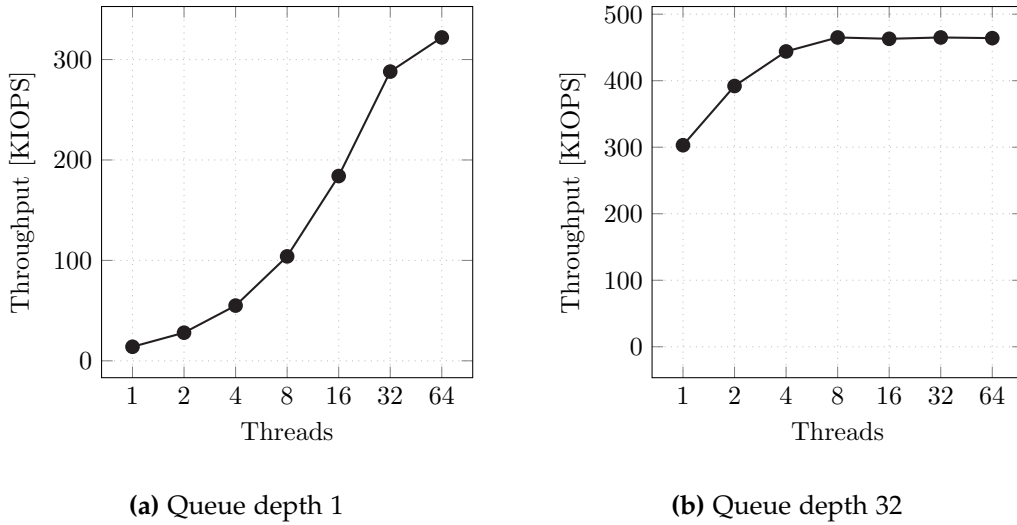 Throughput [KIOPS]
300
200
100
0
1 2 4 8 16 32 64
Threads
(a) Queue depth 1
Throughput [KIOPS]
500
400
300
200
100
0
1 2 4 8 16 32 64
Threads
(b) Queue depth 32